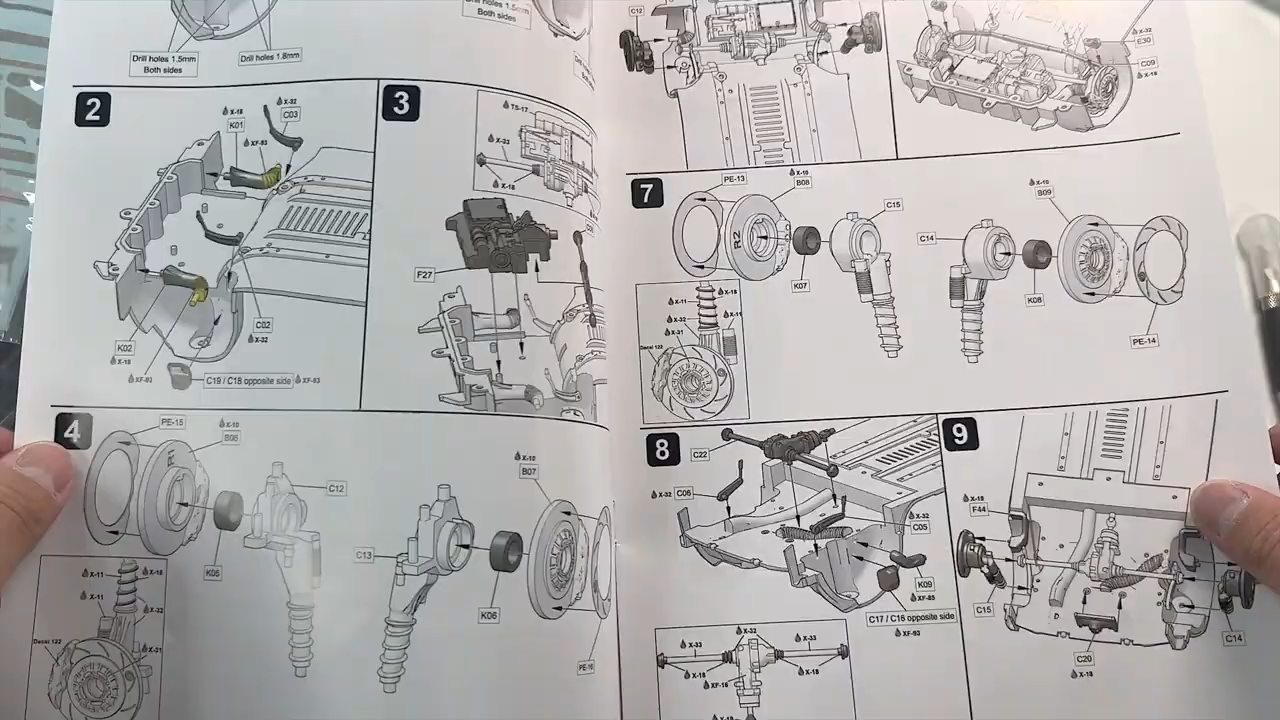 Drill holes 1.5mm
Both sides
Drill holes 1.8mm
Both sides
2
X-18
K01
X-32
C03
XF-93
K02
X-18
C02
X-32
C19 / C18 opposite side
XF-93
3
TS-17
X-33
X-18
F27
4
PE-15
X-10
B06
E
K05
C12
C13
X-10
B07
K06
PE-16
X-11
X-18
X-11
X-32
X-31
Decal 122
C12
X-32
E30
C09
X-18
7
PE-13
X-10
B08
R2
K07
C15
C14
X-10
B09
K08
PE-14
X-11
X-18
X-32
X-11
X-31
Decal 122
8
C22
X-32
C06
X-32
C05
K09
XF-85
C17 / C16 opposite side
XF-93
X-33
X-32
X-33
X-18
X-18
XF-16
X-18
9
X-18
F44
C15
C20
X-18
C14